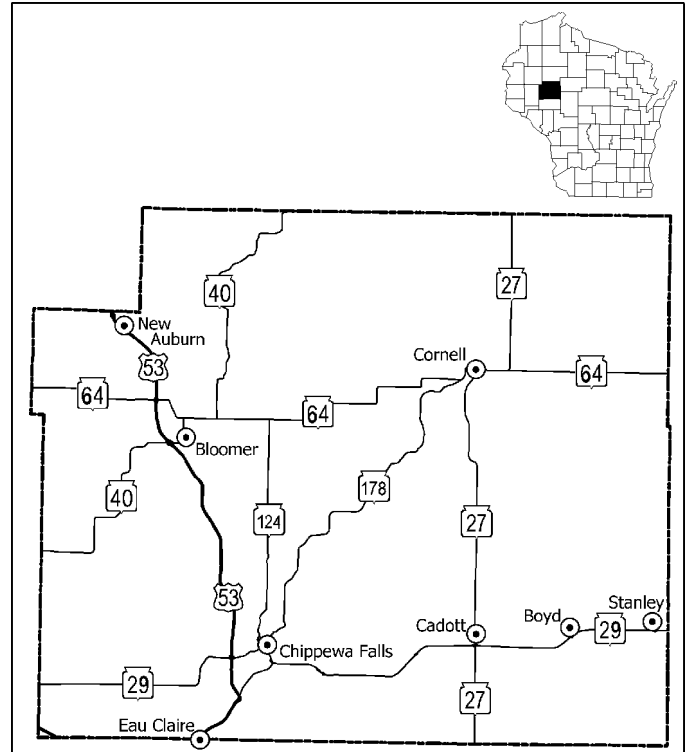 40
27
New
Auburn
53
Cornell
64
64
64
Bloomer
178
40
124
27
53
Stanley
Boyd
Cadott
29
Chippewa Falls
29
27
Eau Claire